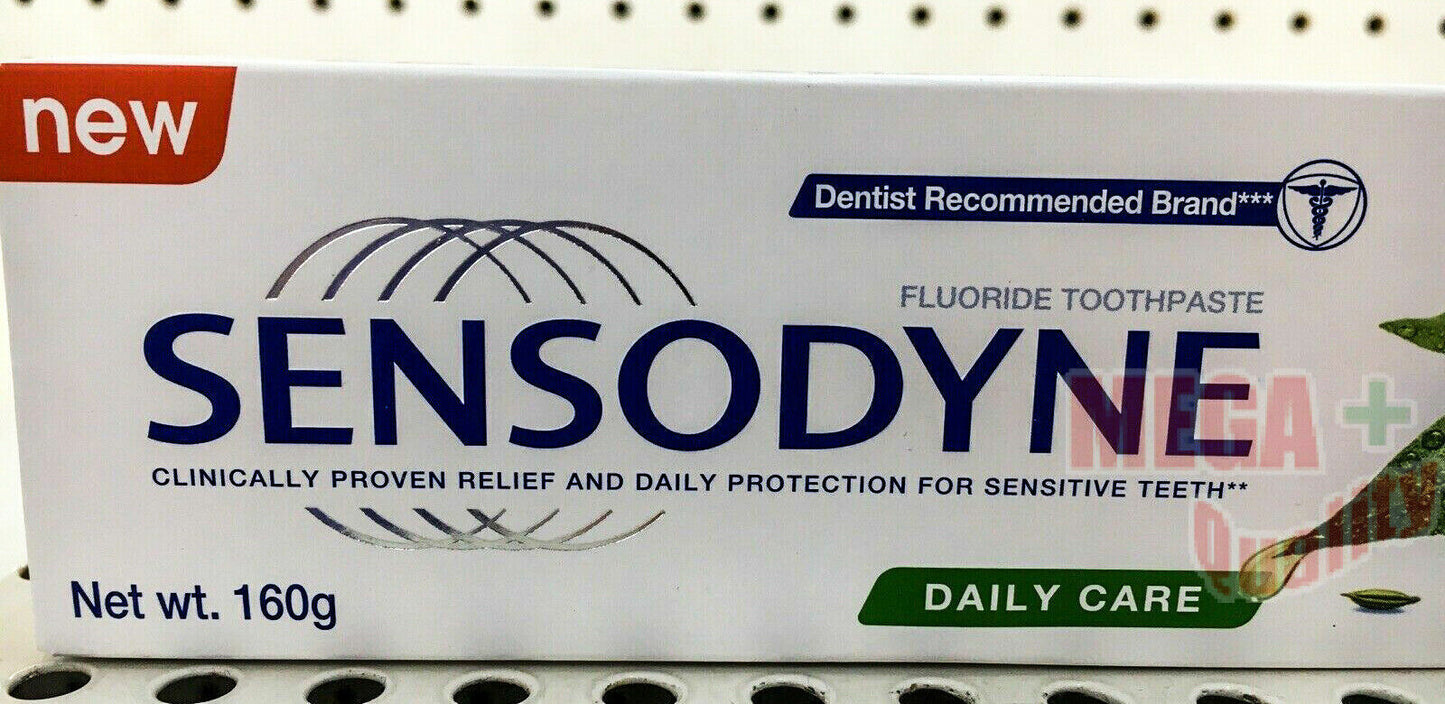 new
Dentist Recommended Brand***
FLUORIDE TOOTHPASTE
SENSODYNE
CLINICALLY PROVEN RELIEF AND DAILY PROTECTION FOR SENSITIVE TEETH**
MEGA+
Quality
Net wt. 160g
DAILY CARE